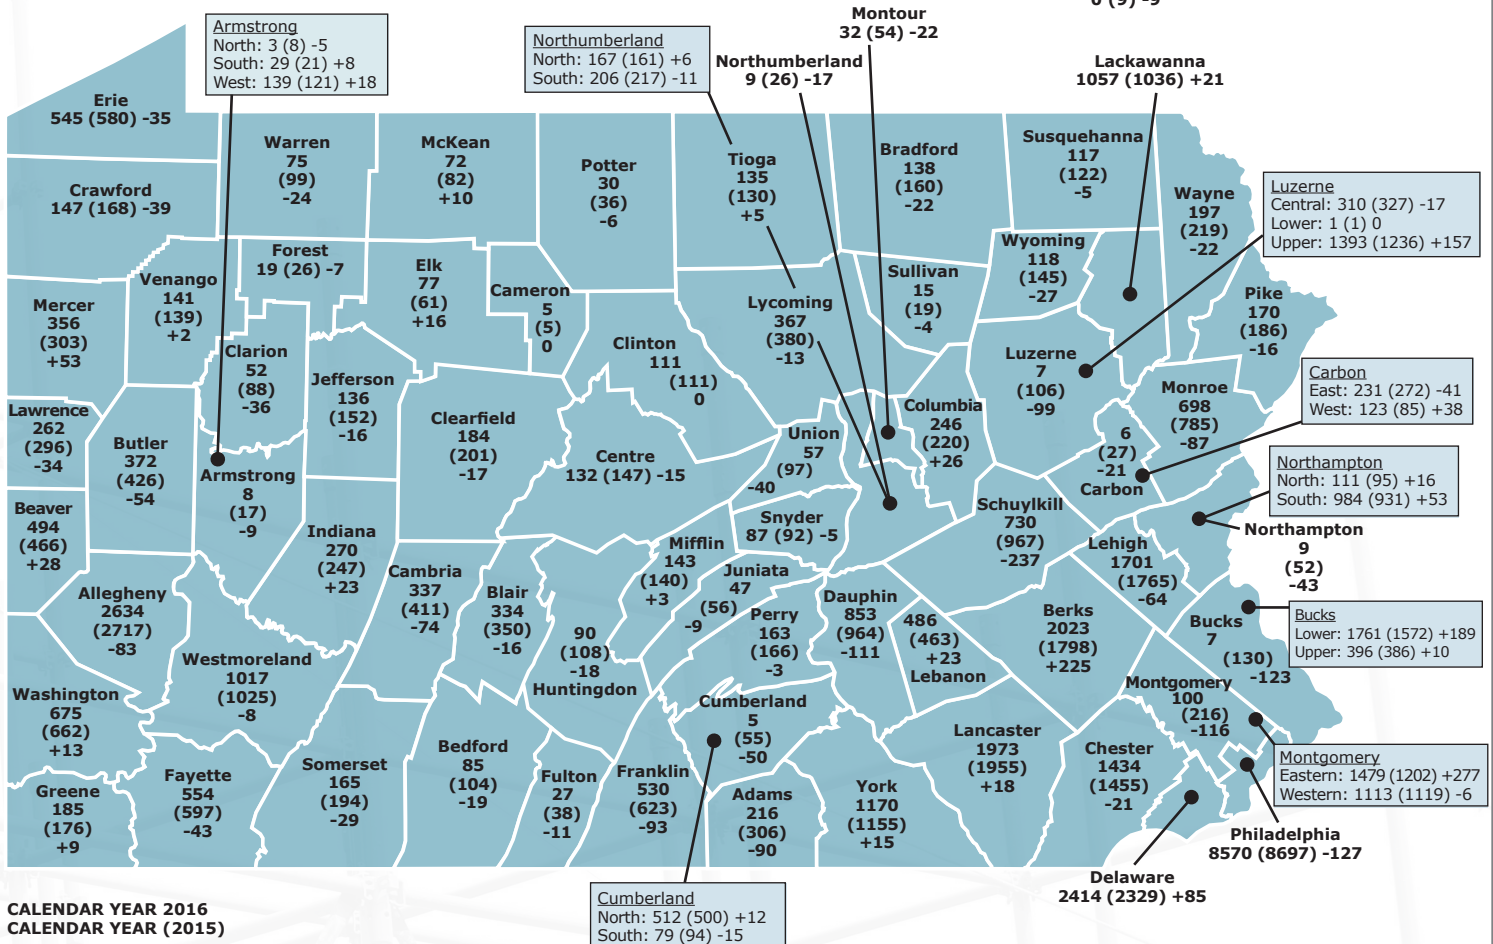 Montour
32 (54) -22
Armstrong
North: 3 (8) -5
South: 29 (21) +8
West: 139 (121) +18
Northumberland
North: 167 (161) +6
South: 206 (217) -11
Northumberland
9 (26) -17
Lackawanna
1057 (1036) +21
Erie
545 (580) -35
Warren
75
(99)
-24
McKean
72
(82)
+10
Potter
30
(36)
-6
Tioga
135
(130)
+5
Bradford
138
(160)
-22
Susquehanna
117
(122)
-5
Wayne
197
(219)
-22
Luzerne
Central: 310 (327) -17
Lower: 1 (1) 0
Upper: 1393 (1236) +157
Crawford
147 (168) -39
Forest
19 (26) -7
Venango
141
(139)
+2
Elk
77
(61)
+16
Cameron
5
(5)
0
Wyoming
118
(145)
-27
Sullivan
15
(19)
-4
Pike
170
(186)
-16
Mercer
356
(303)
+53
Lycoming
367
(380)
-13
Clarion
52
(88)
-36
Clinton
111
(111)
0
Luzerne
7
(106)
-99
Jefferson
136
(152)
-16
Monroe
698
(785)
-87
Carbon
East: 231 (272) -41
West: 123 (85) +38
Lawrence
262
(296)
-34
Columbia
246
(220)
+26
Clearfield
184
(201)
-17
Butler
372
(426)
-54
Union
57
(97)
-40
6
(27)
-21
Carbon
Centre
132 (147) -15
Northampton
North: 111 (95) +16
South: 984 (931) +53
Armstrong
8
(17)
-9
Schuylkill
730
(967)
-237
Beaver
494
(466)
+28
Snyder
87 (92) -5
Northampton
9
(52)
-43
Indiana
270
(247)
+23
Mifflin
143
(140)
+3
Lehigh
1701
(1765)
-64
Cambria
337
(411)
-74
Juniata
47
(56)
-9
Allegheny
2634
(2717)
-83
Blair
334
(350)
-16
Dauphin
853
(964)
-111
Perry
163
(166)
-3
Berks
2023
(1798)
+225
Bucks
Lower: 1761 (1572) +189
Upper: 396 (386) +10
486
(463)
+23
Lebanon
Bucks
7
(130)
-123
90
(108)
-18
Huntingdon
Westmoreland
1017
(1025)
-8
Montgomery
100
(216)
-116
Washington
675
(662)
+13
Cumberland
5
(55)
-50
Lancaster
1973
(1955)
+18
Bedford
85
(104)
-19
Chester
1434
(1455)
-21
Montgomery
Eastern: 1479 (1202) +277
Western: 1113 (1119) -6
Somerset
165
(194)
-29
Franklin
530
(623)
-93
Fayette
554
(597)
-43
Fulton
27
(38)
-11
York
1170
(1155)
+15
Greene
185
(176)
+9
Adams
216
(306)
-90
Philadelphia
8570 (8697) -127
Delaware
2414 (2329) +85
Cumberland
North: 512 (500) +12
South: 79 (94) -15
CALENDAR YEAR 2016
CALENDAR YEAR (2015)